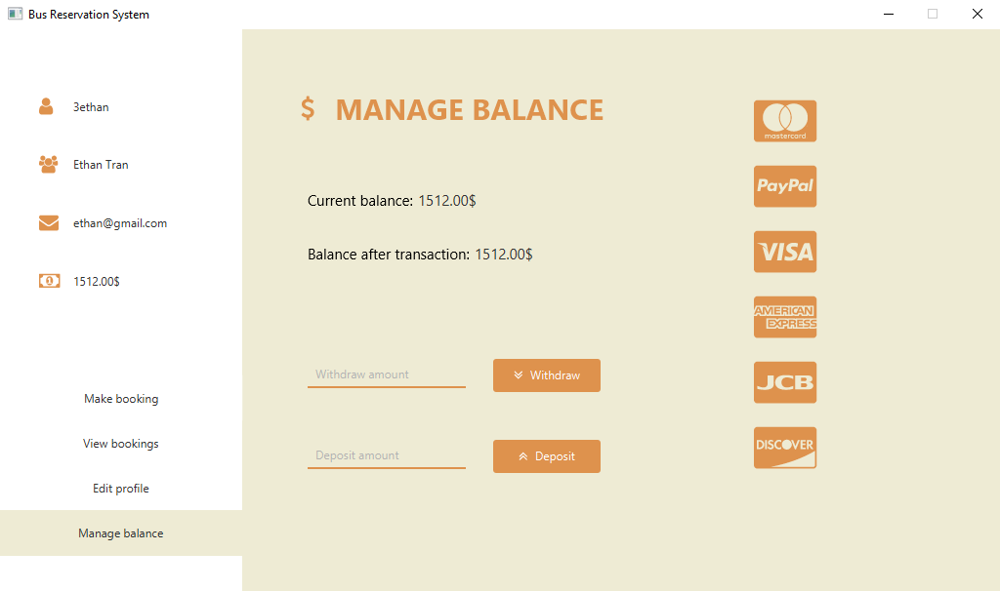 Bus Reservation System
3ethan
Ethan Tran
ethan@gmail.com
1512.00$
Make booking
View bookings
Edit profile
Manage balance
$ MANAGE BALANCE
Current balance: 1512.00$
Balance after transaction: 1512.00$
Withdraw amount
Withdraw
Deposit amount
Deposit
mastercard
PayPal
VISA
AMERICAN
EXPRESS
JCB
DISCOVER